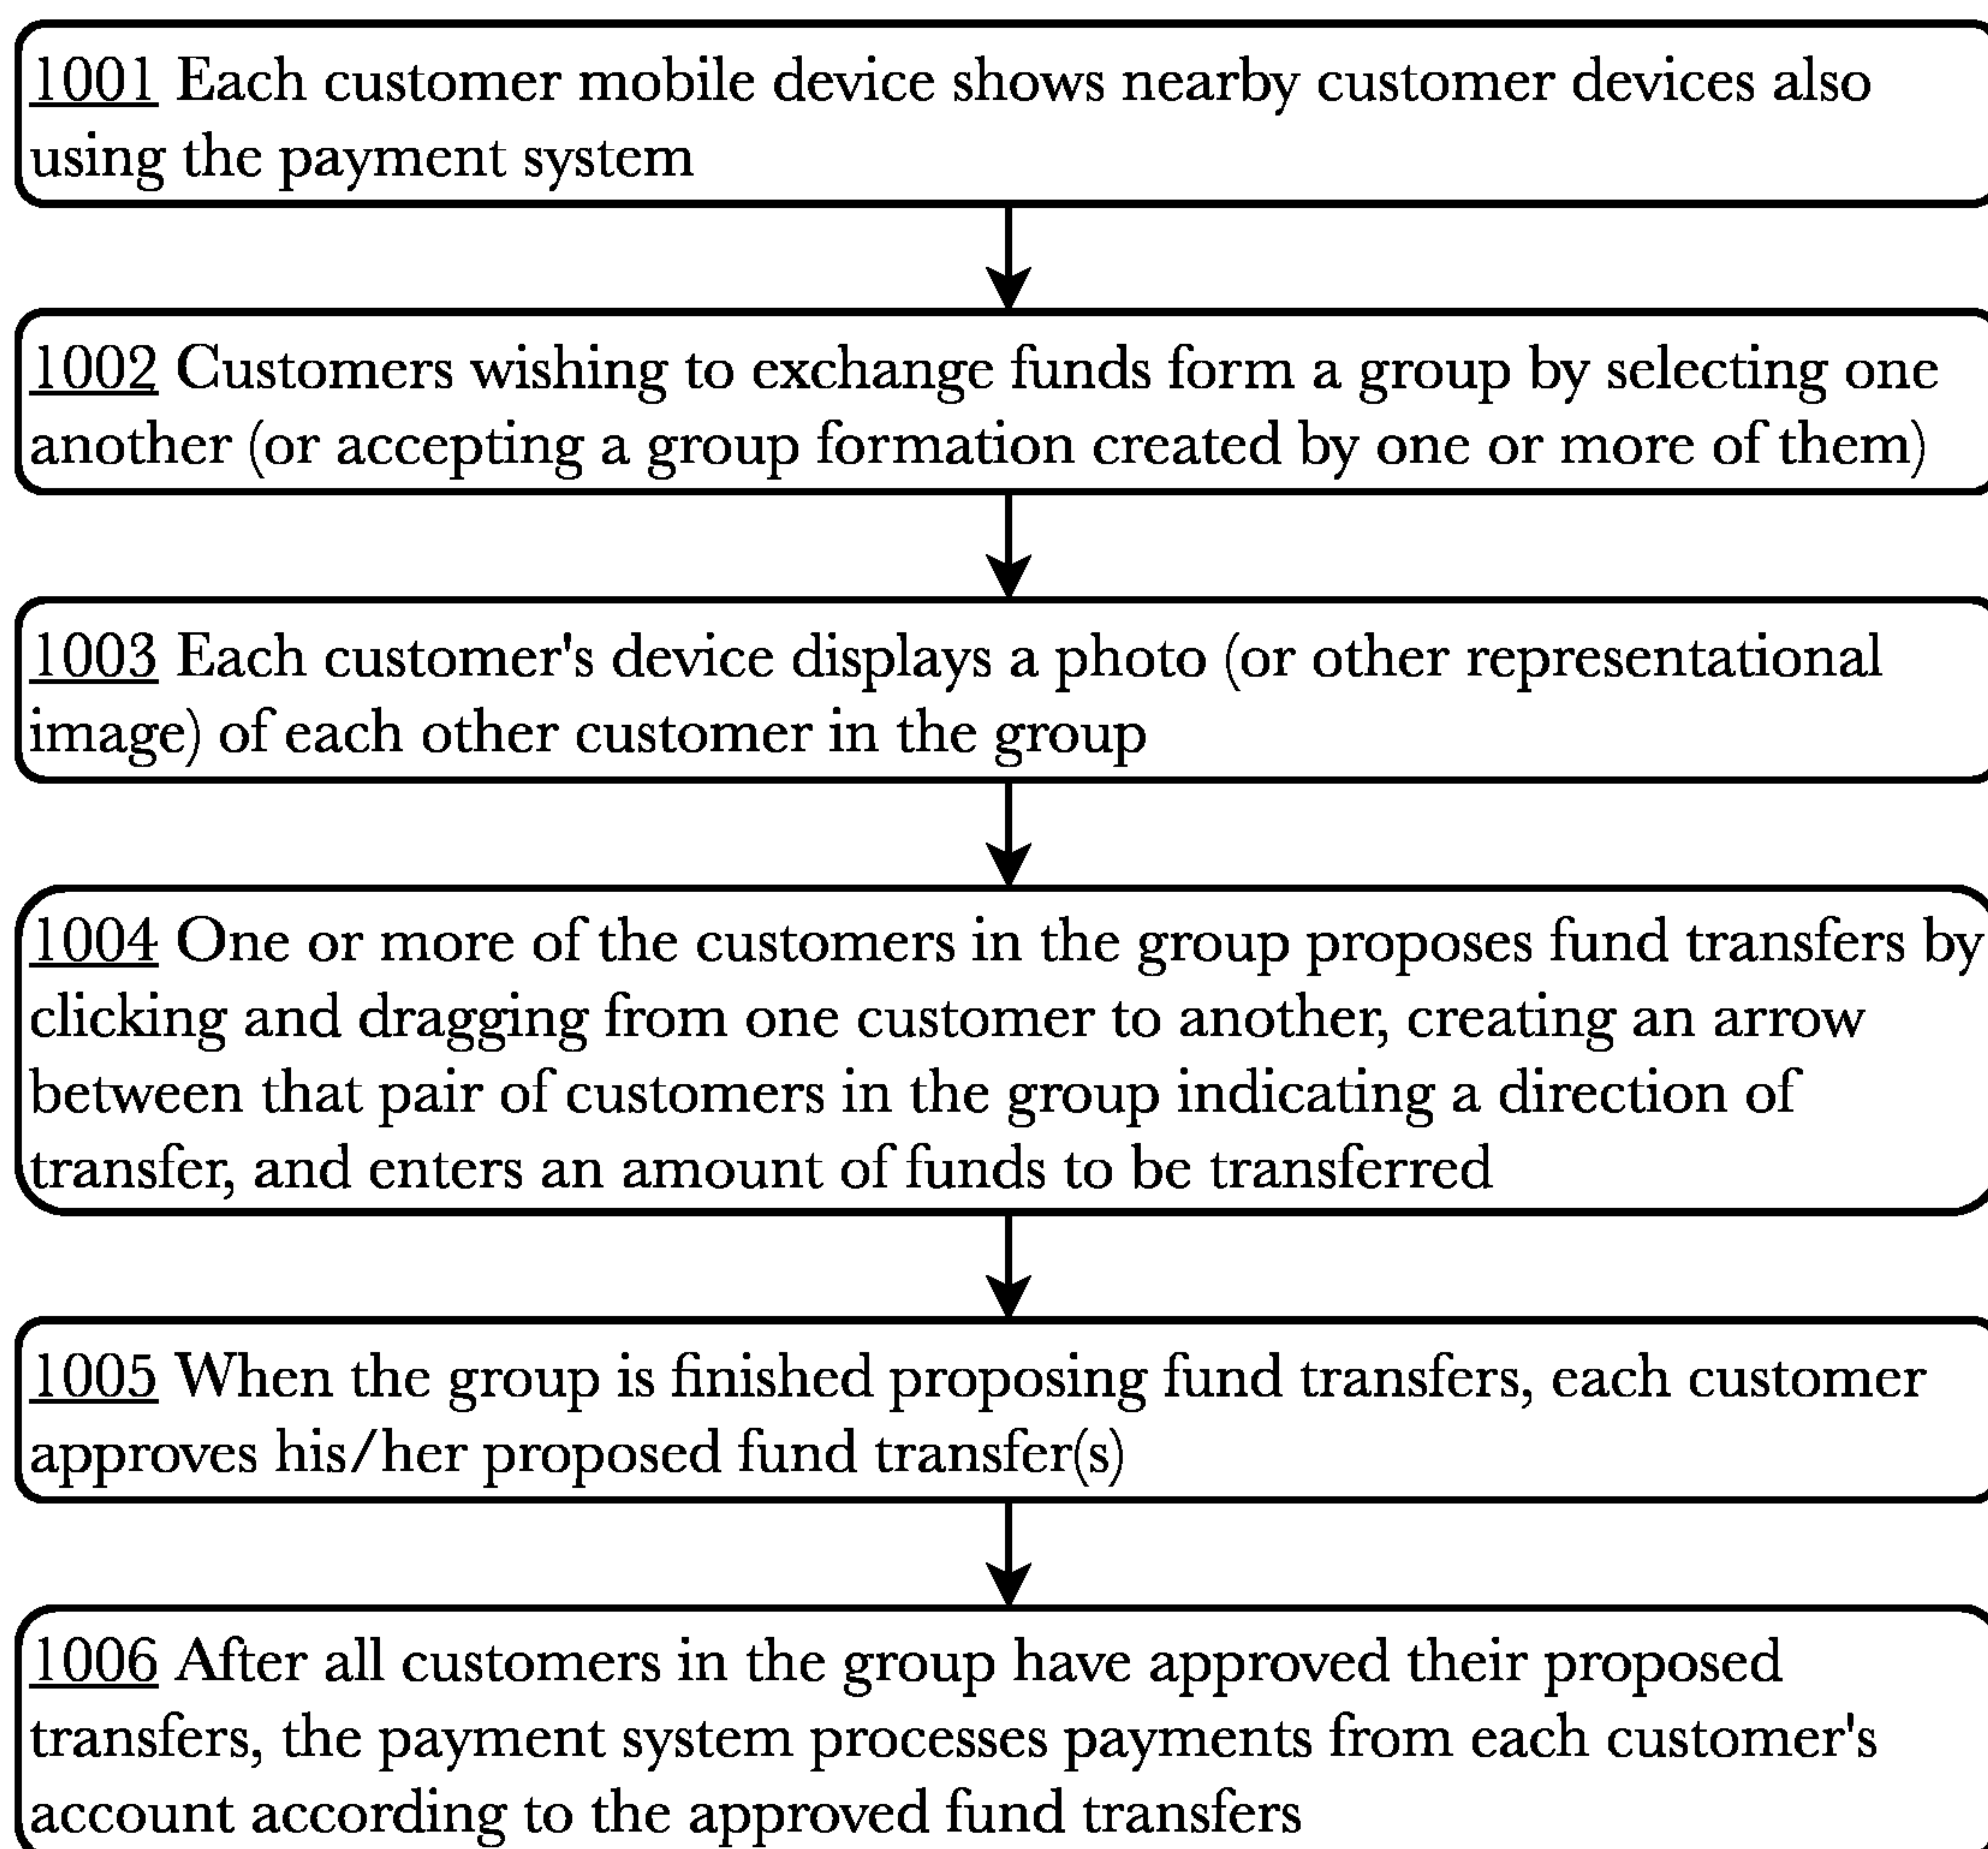 1001 Each customer mobile device shows nearby customer devices also
using the payment system
1002 Customers wishing to exchange funds form a group by selecting one
another (or accepting a group formation created by one or more of them)
1003 Each customer's device displays a photo (or other representational
image) of each other customer in the group
1004 One or more of the customers in the group proposes fund transfers by
clicking and dragging from one customer to another, creating an arrow
between that pair of customers in the group indicating a direction of
transfer, and enters an amount of funds to be transferred
1005 When the group is finished proposing fund transfers, each customer
approves his/her proposed fund transfer(s)
1006 After all customers in the group have approved their proposed
transfers, the payment system processes payments from each customer's
account according to the approved fund transfers